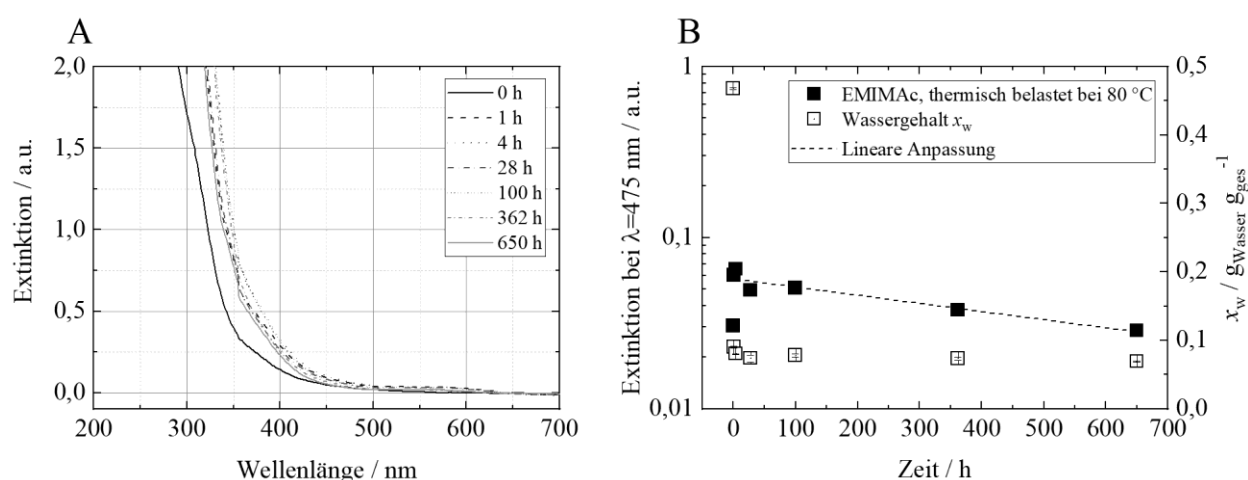 A
Extinktion / a.u.
2,0
1,5
1,0
0,5
0,0
200 300 400 500 600 700
Wellenlänge / nm
0 h
1 h
4 h
28 h
100 h
362 h
650 h
B
Extinktion bei λ=475 nm / a.u.
1
0,1
0,01
0 100 200 300 400 500 600 700
Zeit / h
EMIMAc, thermisch belastet bei 80 °C
Wassergehalt x_w
Lineare Anpassung
0,5
0,4
0,3
0,2
0,1
0,0
x_w / g_Wasser g_ges^-1